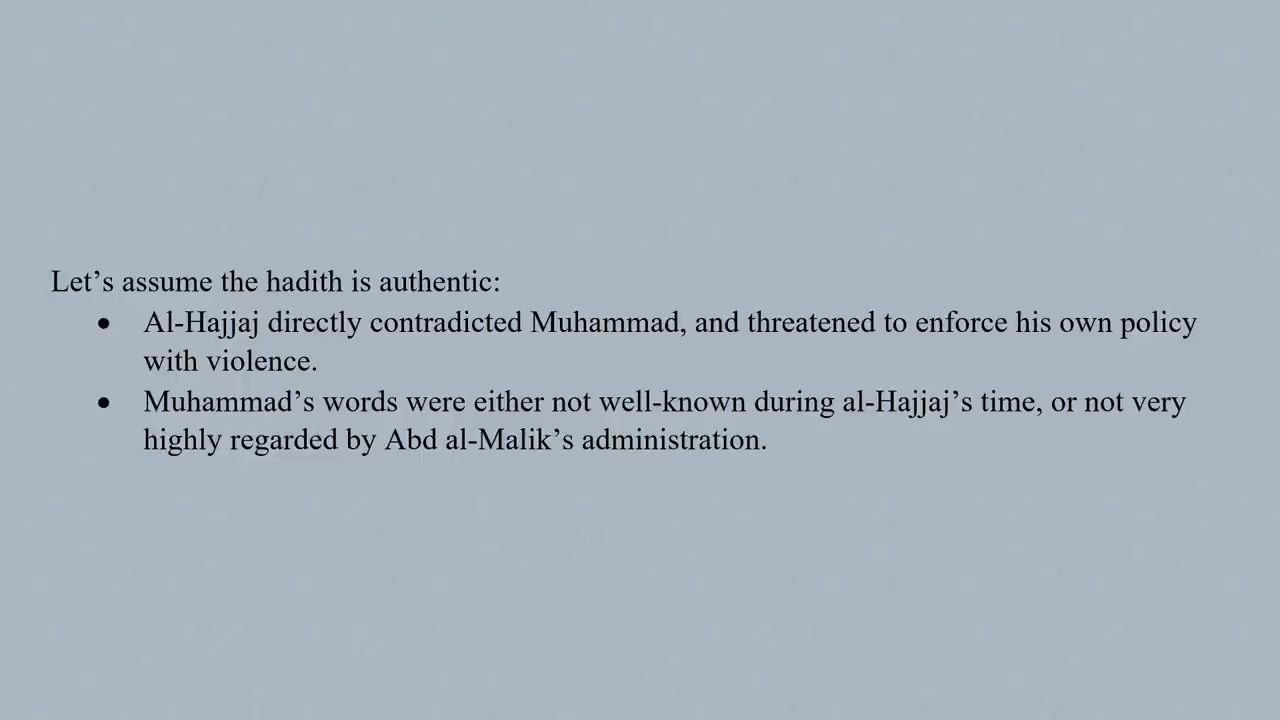 Let’s assume the hadith is authentic:
• Al-Hajjaj directly contradicted Muhammad, and threatened to enforce his own policy
with violence.
• Muhammad’s words were either not well-known during al-Hajjaj’s time, or not very
highly regarded by Abd al-Malik’s administration.